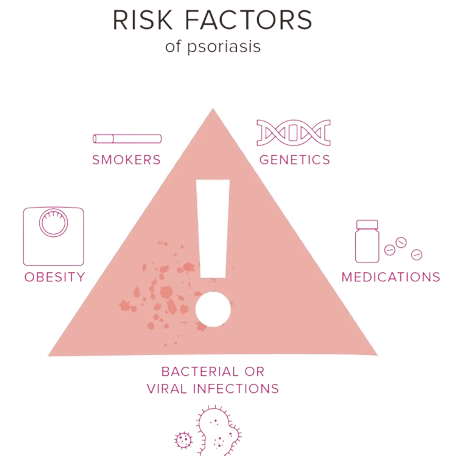 RISK FACTORS
of psoriasis
SMOKERS
GENETICS
OBESITY
MEDICATIONS
BACTERIAL OR
VIRAL INFECTIONS